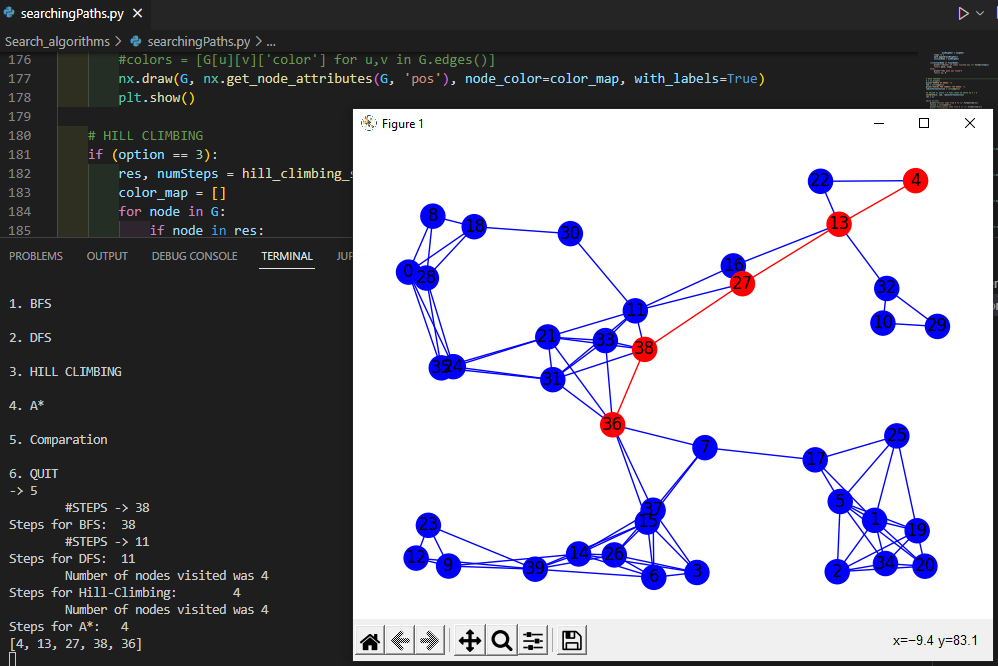 searchingPaths.py
Search_algorithms > searchingPaths.py > ...
176 #colors = [G[u][v]['color'] for u,v in G.edges()]
177 nx.draw(G, nx.get_node_attributes(G, 'pos'), node_color=color_map, with_labels=True)
178 plt.show()
179
180 # HILL CLIMBING
181 if (option == 3):
182 res, numSteps = hill_climbing_
183 color_map = []
184 for node in G:
185 if node in res:
PROBLEMS OUTPUT DEBUG CONSOLE TERMINAL JUP
1. BFS
2. DFS
3. HILL CLIMBING
4. A*
5. Comparation
6. QUIT
-> 5
#STEPS -> 38
Steps for BFS: 38
#STEPS -> 11
Steps for DFS: 11
Number of nodes visited was 4
Steps for Hill-Climbing: 4
Number of nodes visited was 4
Steps for A*: 4
[4, 13, 27, 38, 36]
Figure 1
22
4
8
18
30
13
0
28
16
27
32
11
10
29
21
33
38
35
24
31
36
25
7
17
37
5
15
1
19
23
12
9
39
14
26
6
3
2
34
20
x=−9.4 y=83.1